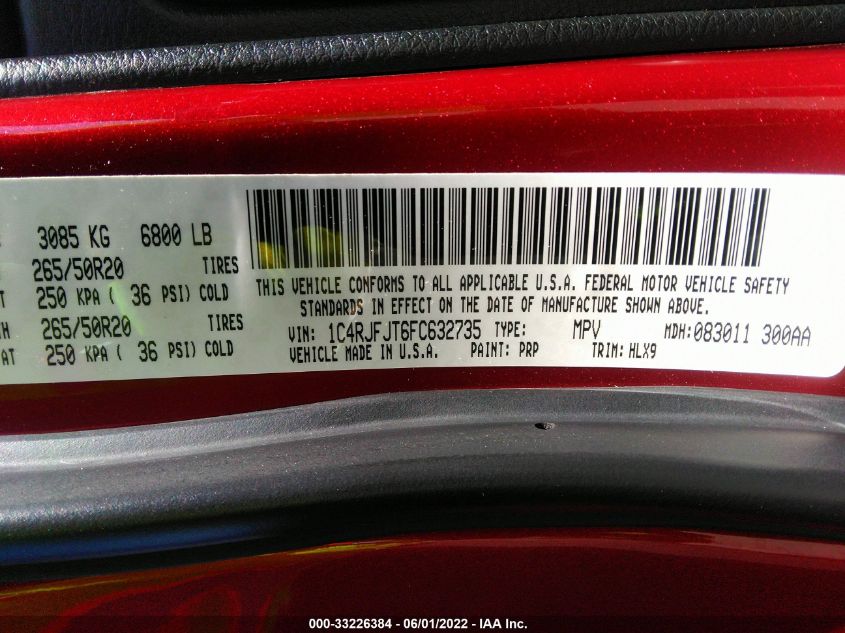 3085 KG 6800 LB
265/50R20 TIRES
250 KPA ( 36 PSI) COLD
265/50R20 TIRES
AT 250 KPA ( 36 PSI) COLD
THIS VEHICLE CONFORMS TO ALL APPLICABLE U.S.A. FEDERAL MOTOR VEHICLE SAFETY
STANDARDS IN EFFECT ON THE DATE OF MANUFACTURE SHOWN ABOVE.
VIN: 1C4RJFJT6FC632735 TYPE: MPV MDH:083011 300AA
VEHICLE MADE IN U.S.A. PAINT: PRP TRIM: HLX9
000-33226384 - 06/01/2022 - IAA Inc.